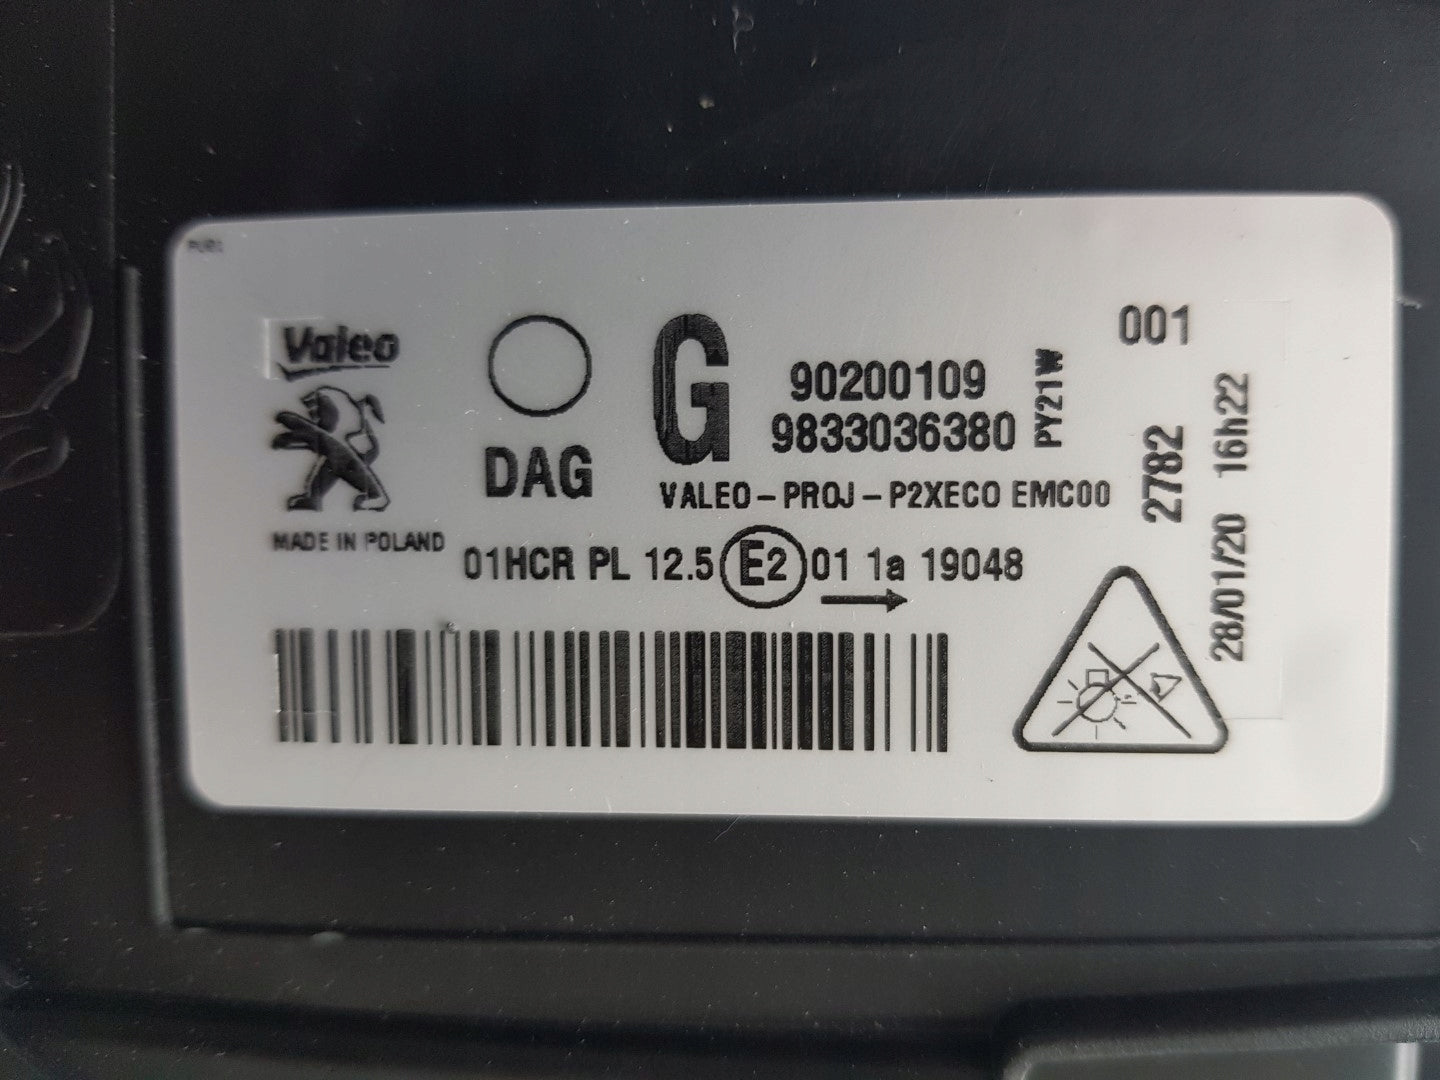 PUR1
Valeo
MADE IN POLAND
DAG
G
90200109
9833036380
PY21W
VALEO-PROJ-P2XECO EMC00
01HCR PL 12.5 E2 01 1a 19048
001
2782
28/01/20 16h22